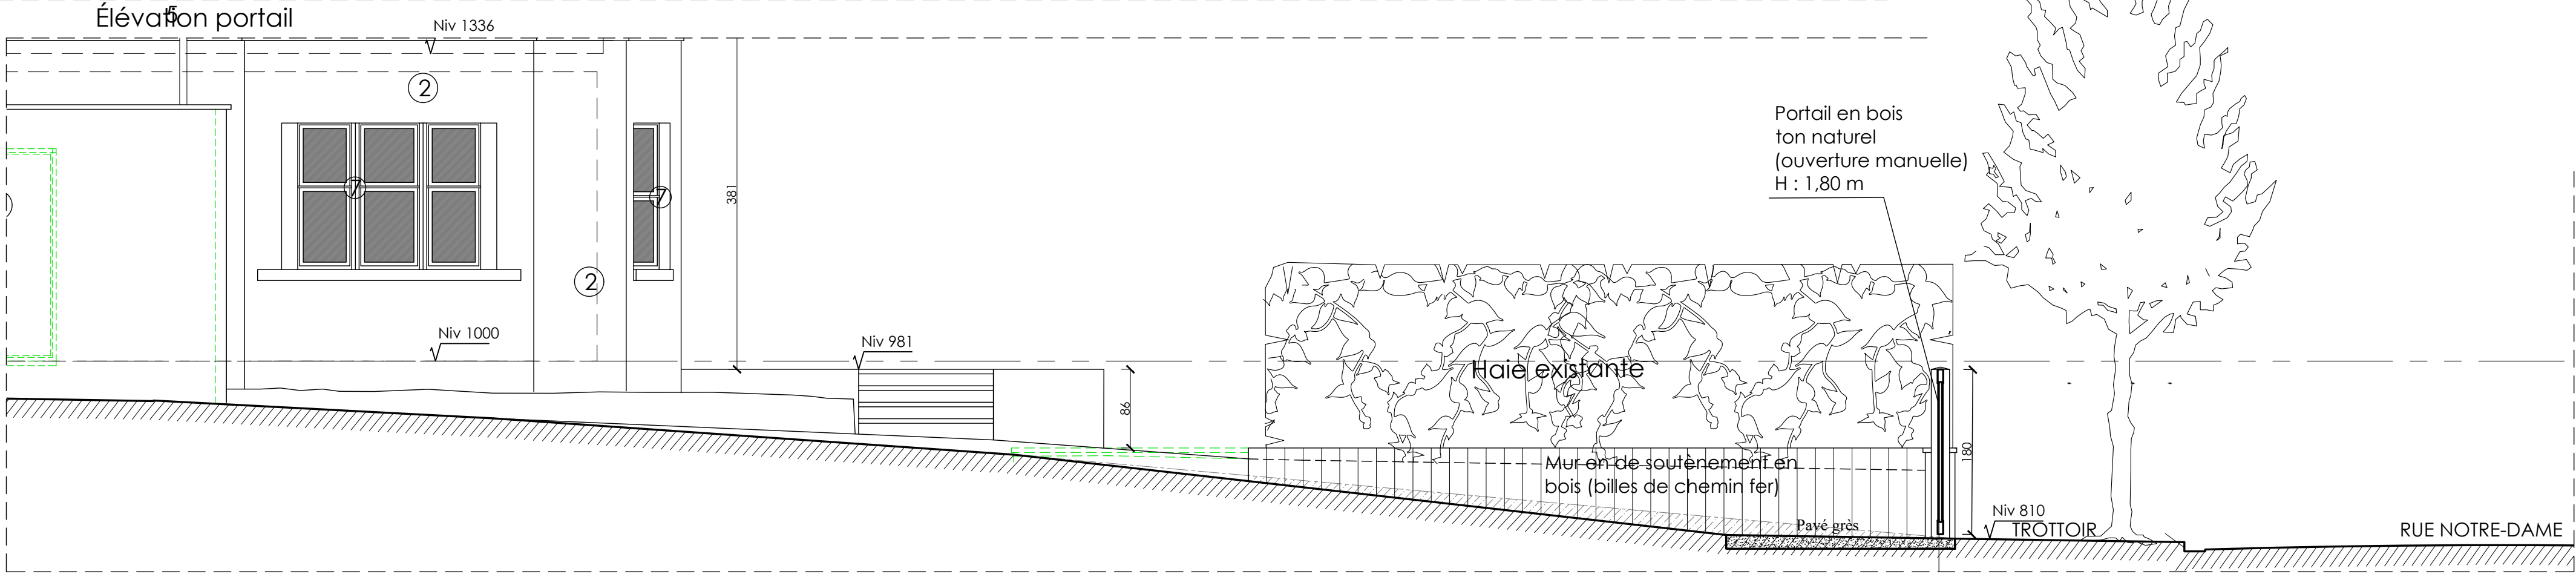 Élévation portail
5
Niv 1336
2
7
7
2
381
Niv 1000
Niv 981
86
Portail en bois
ton naturel
(ouverture manuelle)
H : 1,80 m
Haie existante
Mur en de soutènement en
bois (billes de chemin fer)
180
Pavé grès
Niv 810
TROTTOIR
RUE NOTRE-DAME